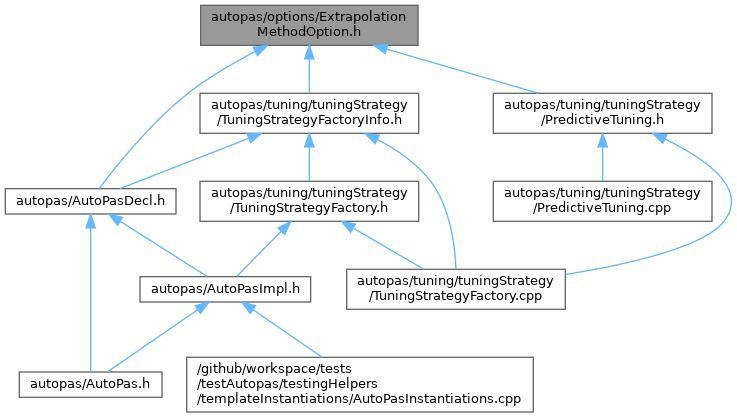 autopas/options/Extrapolation
MethodOption.h
autopas/tuning/tuningStrategy
/TuningStrategyFactoryInfo.h
autopas/tuning/tuningStrategy
/PredictiveTuning.h
autopas/AutoPasDecl.h
autopas/tuning/tuningStrategy
/TuningStrategyFactory.h
autopas/tuning/tuningStrategy
/PredictiveTuning.cpp
autopas/AutoPasImpl.h
autopas/tuning/tuningStrategy
/TuningStrategyFactory.cpp
autopas/AutoPas.h
/github/workspace/tests
/testAutopas/testingHelpers
/templateInstantiations/AutoPasInstantiations.cpp